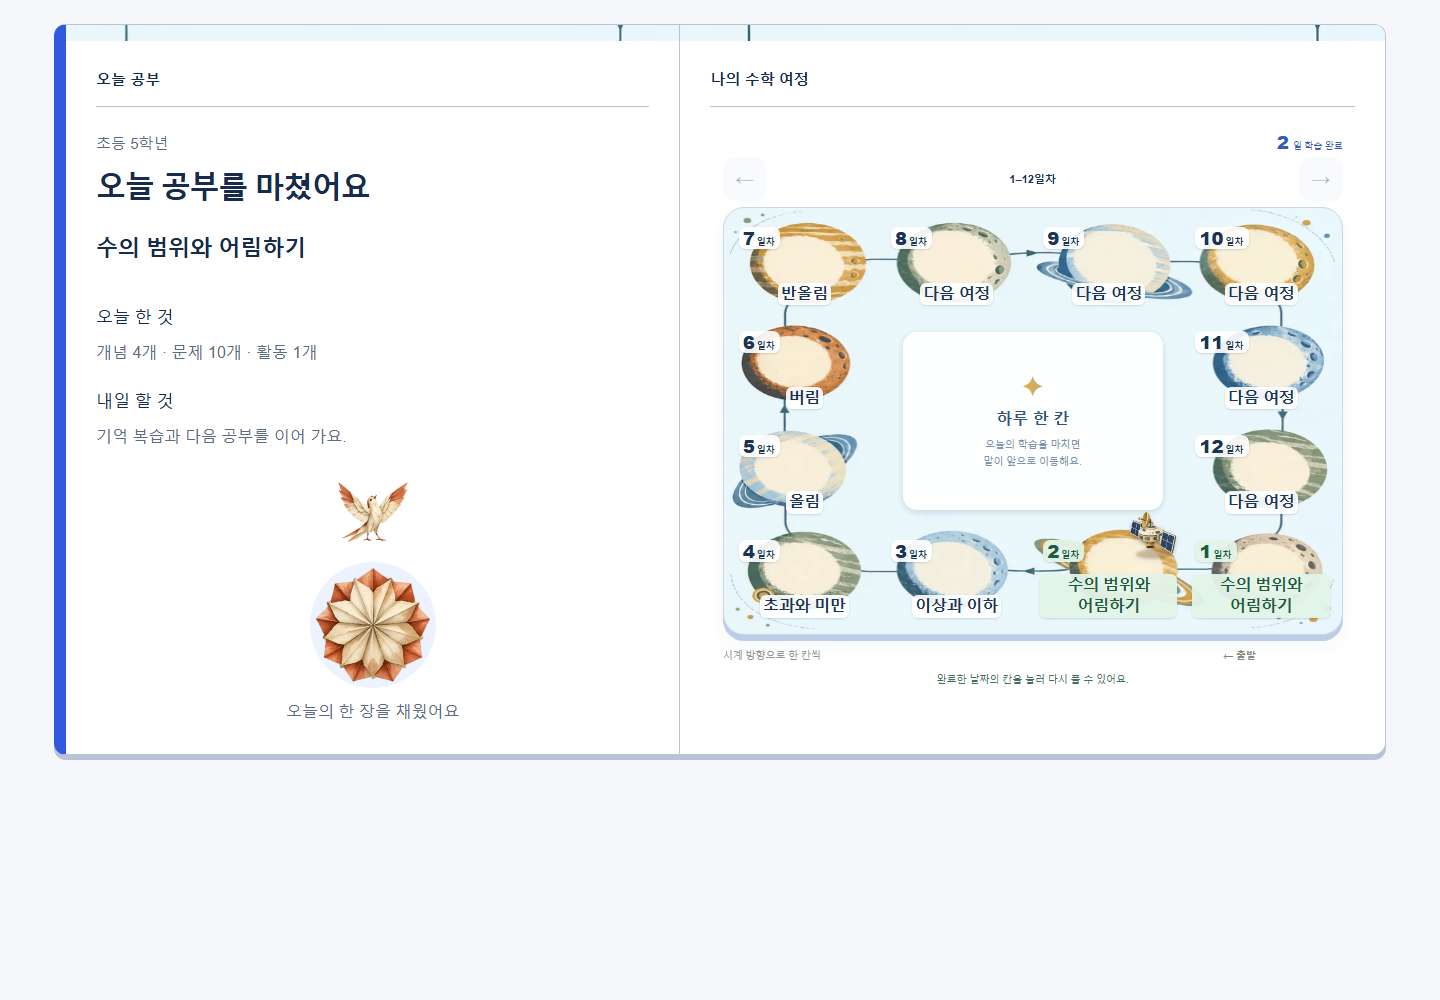 오늘 공부
초등 5학년
오늘 공부를 마쳤어요
수의 범위와 어림하기
오늘 한 것
개념 4개 · 문제 10개 · 활동 1개
내일 할 것
기억 복습과 다음 공부를 이어 가요.
오늘의 한 장을 채웠어요
나의 수학 여정
2 일 학습 완료
←
1–12일차
→
7 일차
반올림
8 일차
다음 여정
9 일차
다음 여정
10 일차
다음 여정
6 일차
버림
하루 한 칸
오늘의 학습을 마치면
말이 앞으로 이동해요.
11 일차
다음 여정
5 일차
올림
12 일차
다음 여정
4 일차
초과와 미만
3 일차
이상과 이하
2 일차
수의 범위와
어림하기
1 일차
수의 범위와
어림하기
시계 방향으로 한 칸씩
← 출발
완료한 날짜의 칸을 눌러 다시 풀 수 있어요.